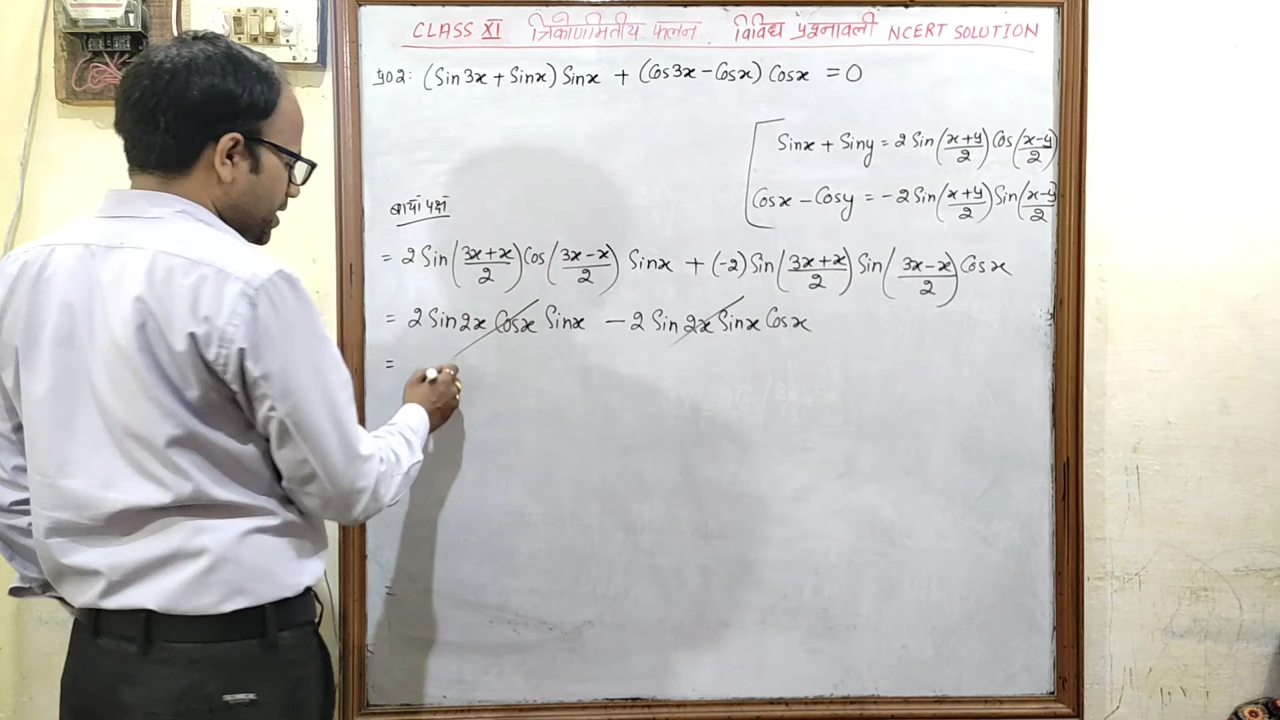 CLASS XI त्रिकोणमितीय फलन विविध प्रश्नावली NCERT SOLUTION
प्र02: (Sin3x + Sinx) Sinx + (Cos3x - Cosx) Cosx = 0
Sinx + Siny = 2 Sin(x+y/2) Cos(x-y/2)
Cosx - Cosy = -2 Sin(x+y/2) Sin(x-y/2
बायाँ पक्ष
= 2 Sin(3x+x/2) Cos(3x-x/2) Sinx + (-2) Sin(3x+x/2) Sin(3x-x/2) Cosx
= 2 Sin2x Cosx Sinx - 2 Sin2x Sinx Cosx
=
=